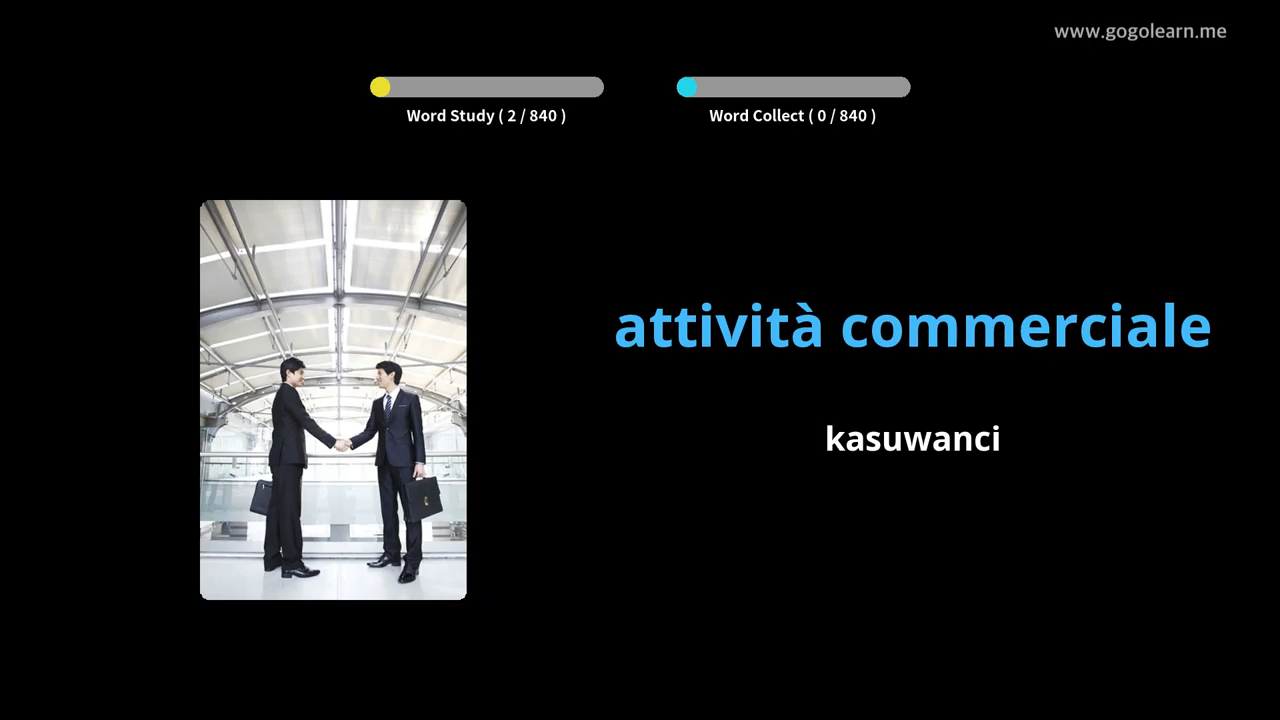 www.gogolearn.me
Word Study ( 2 / 840 )
Word Collect ( 0 / 840 )
attività commerciale
kasuwanci